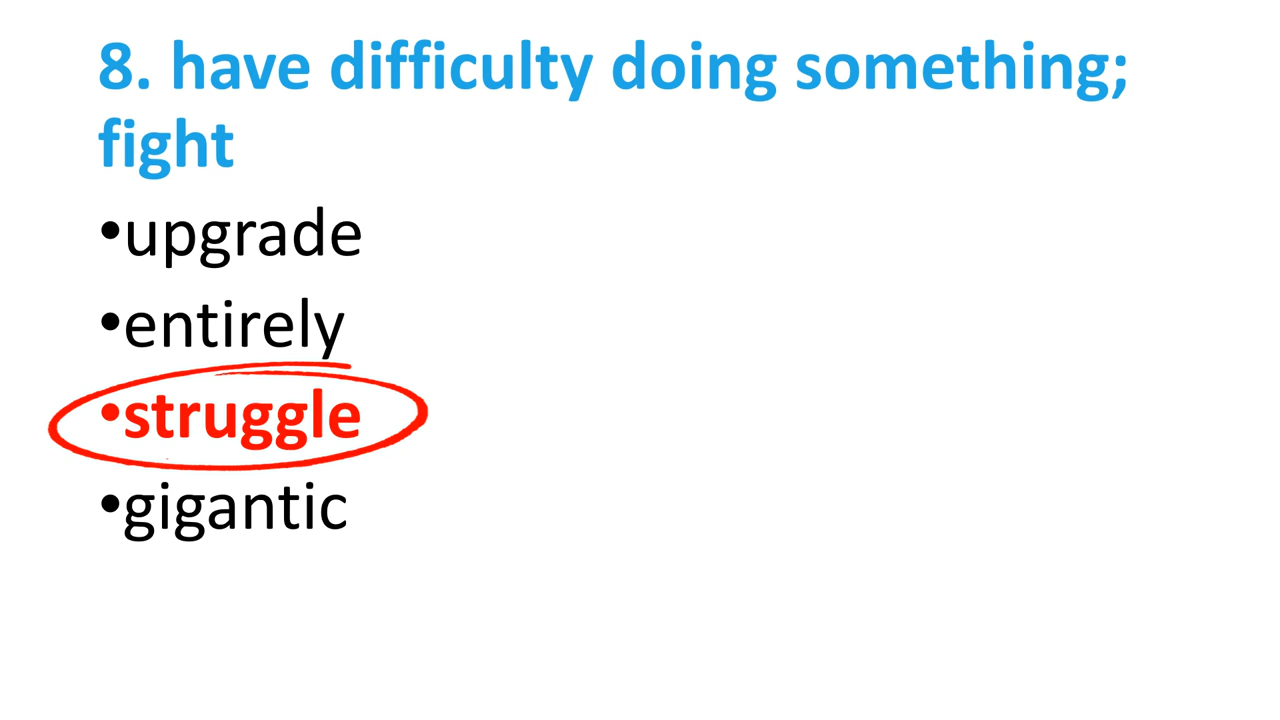 8. have difficulty doing something;
fight
•upgrade
•entirely
•struggle
•gigantic